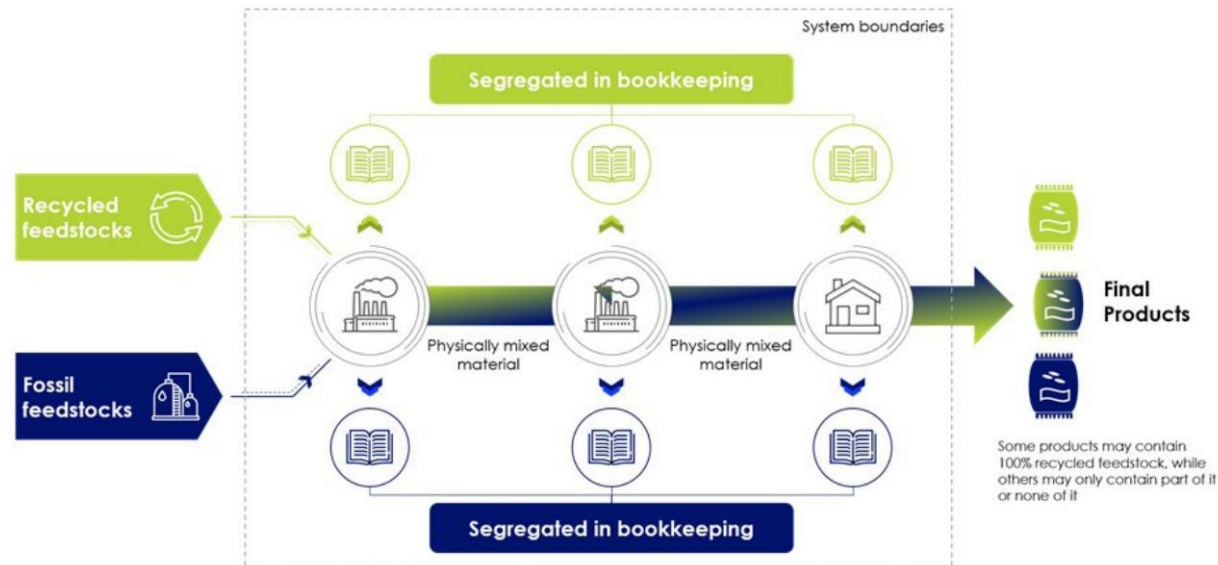 System boundaries
Segregated in bookkeeping
Recycled
feedstocks
Fossil
feedstocks
Physically mixed
material
Physically mixed
material
Final
Products
Some products may contain
100% recycled feedstock, while
others may only contain part of it
or none of it
Segregated in bookkeeping